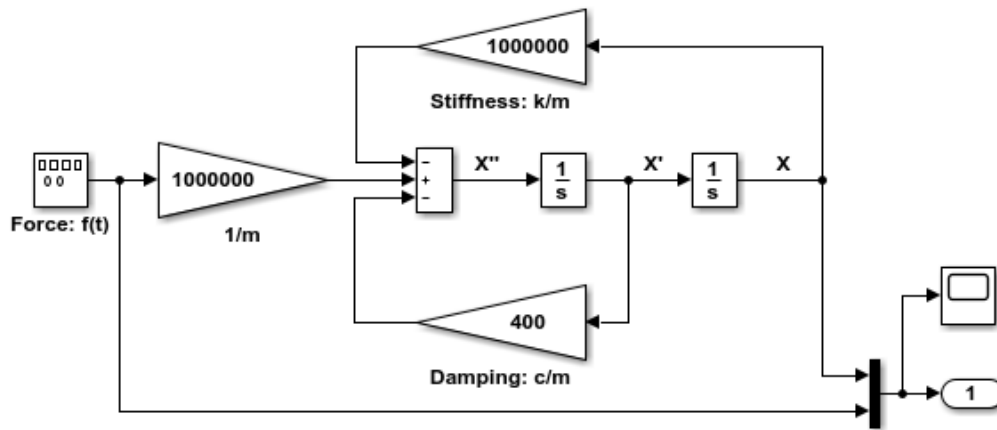 1000000
Stiffness: k/m
Force: f(t)
1000000
1/m
−
+
−
X''
1
s
X'
1
s
X
400
Damping: c/m
1